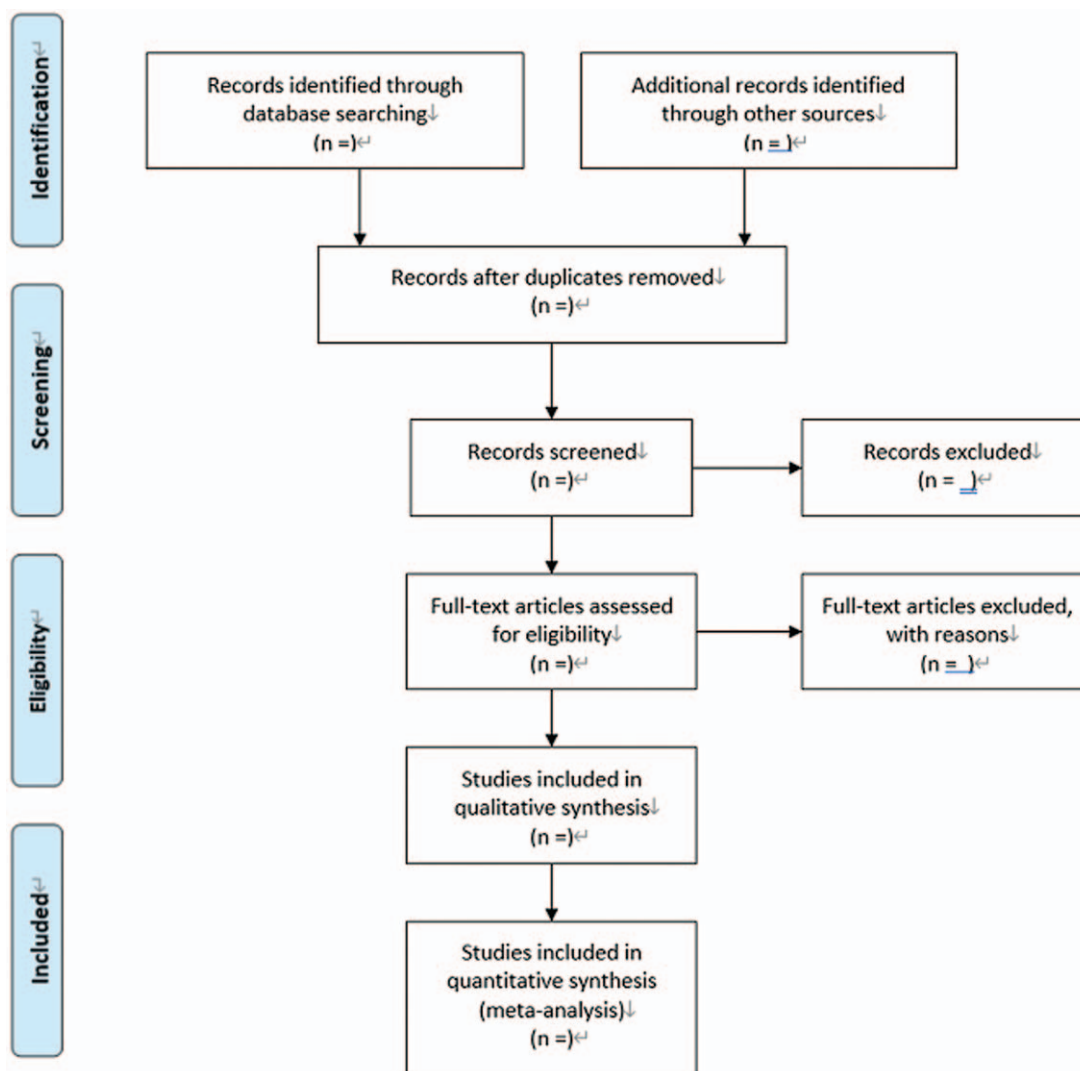 Identification↵
Records identified through
database searching↓
(n =)↵
Additional records identified
through other sources↓
(n = )↵
Records after duplicates removed↓
(n =)↵
Screening↵
Records screened↓
(n =)↵
Records excluded↓
(n = )↵
Eligibility↵
Full-text articles assessed
for eligibility↓
(n =)↵
Full-text articles excluded,
with reasons↓
(n = )↵
Studies included in
qualitative synthesis↓
(n =)↵
Included↵
Studies included in
quantitative synthesis
(meta-analysis)↓
(n =)↵